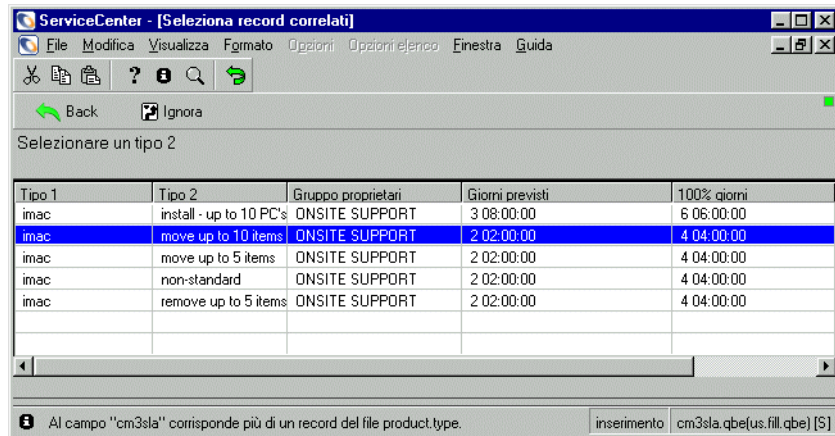 ServiceCenter - [Seleziona record correlati]
File Modifica Visualizza Formato Opzioni Opzioni elenco Finestra Guida
Back Ignora
Selezionare un tipo 2
Tipo 1 Tipo 2 Gruppo proprietari Giorni previsti 100% giorni
imac install - up to 10 PC's ONSITE SUPPORT 3 08:00:00 6 06:00:00
imac move up to 10 items ONSITE SUPPORT 2 02:00:00 4 04:00:00
imac move up to 5 items ONSITE SUPPORT 2 02:00:00 4 04:00:00
imac non-standard ONSITE SUPPORT 2 02:00:00 4 04:00:00
imac remove up to 5 items ONSITE SUPPORT 2 02:00:00 4 04:00:00
Al campo "cm3sla" corrisponde più di un record del file product.type. inserimento cm3sla.qbe(us.fill.qbe) [S]